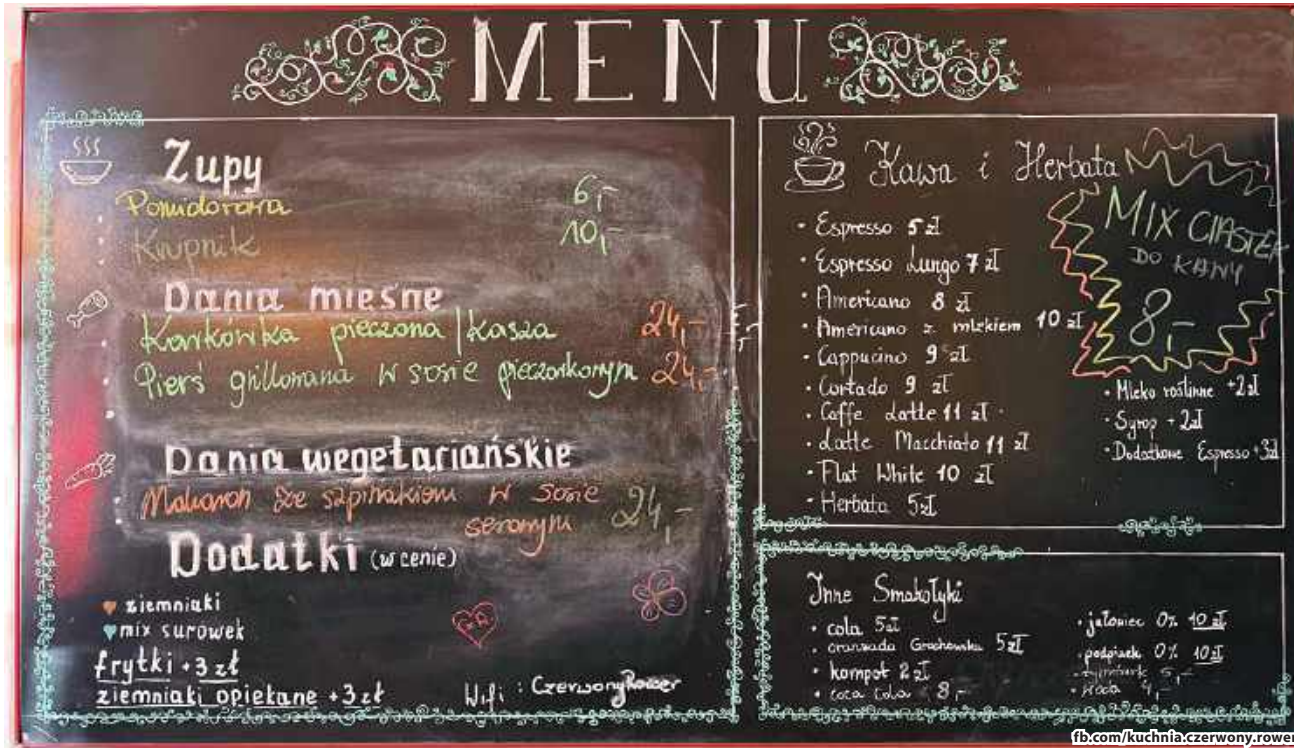 MENU
Zupy
Pomidorowa 6,-
Krupnik 10,-
Dania mięsne
Karkówka pieczona / kasza 24,-
Pierś grillowana w sosie pieczarkowym 24,-
Dania wegetariańskie
Makaron ze szpinakiem w sosie
serowym 24,-
Dodatki (w cenie)
ziemniaki
mix surówek
frytki +3 zł
ziemniaki opiekane +3 zł
Wifi : CzerwonyRower
Kawa i Herbata
• Espresso 5 zł
• Espresso Lungo 7 zł
• Americano 8 zł
• Americano z mlekiem 10 zł
• Cappucino 9 zł
• Cortado 9 zł
• Caffe Latte 11 zł
• Latte Macchiato 11 zł
• Flat White 10 zł
• Herbata 5 zł
MIX CIASTEK
DO KAWY
8,-
• Mleko roślinne +2 zł
• Syrop +2 zł
• Dodatkowe Espresso +3 zł
Inne Smakołyki
• cola 5 zł
• oranżada Grochowska 5 zł
• kompot 2 zł
• coca cola 8,-
• jałowiec 0% 10 zł
• podpiwek 0% 10 zł
• tymbark 5,-
• woda 4,-
fb.com/kuchnia.czerwony.rower